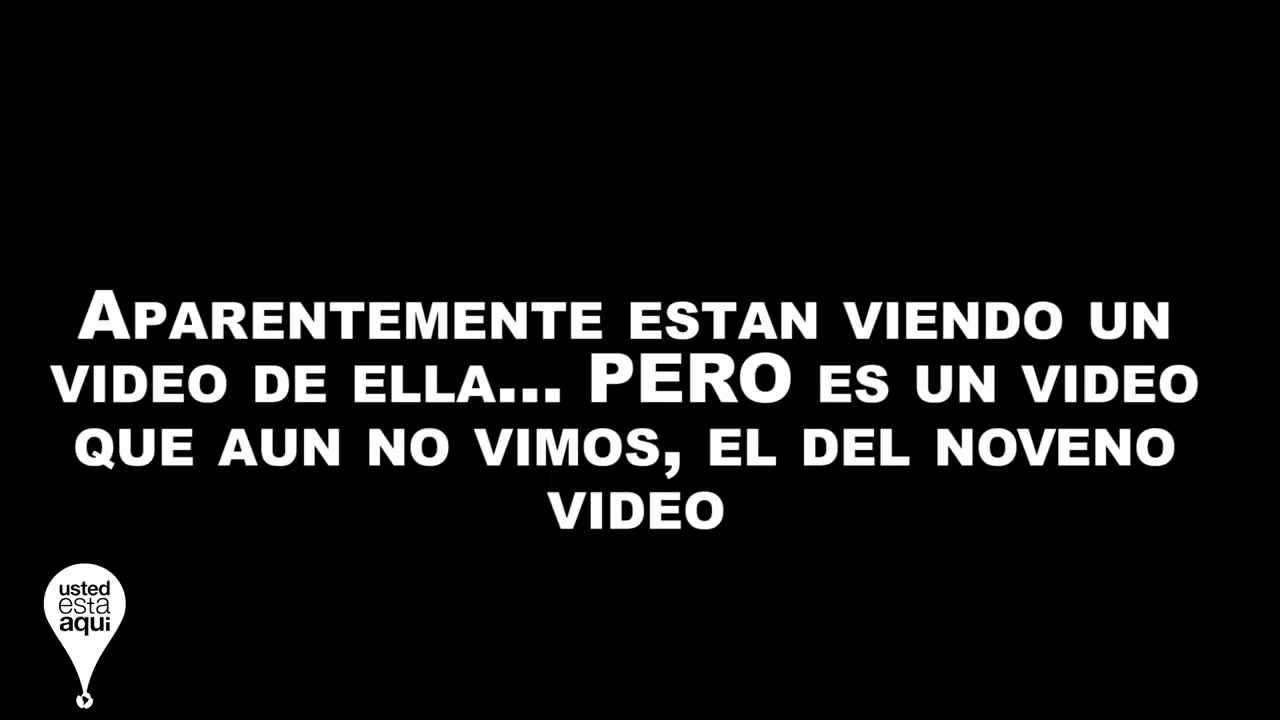 APARENTEMENTE ESTAN VIENDO UN
VIDEO DE ELLA... PERO ES UN VIDEO
QUE AUN NO VIMOS, EL DEL NOVENO
VIDEO
usted
esta
aqui